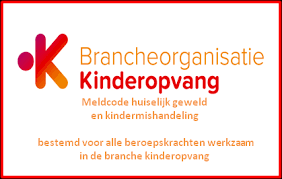 Brancheorganisatie
Kinderopvang
Meldcode huiselijk geweld
en kindermishandeling
bestemd voor alle beroepskrachten werkzaam
in de branche kinderopvang